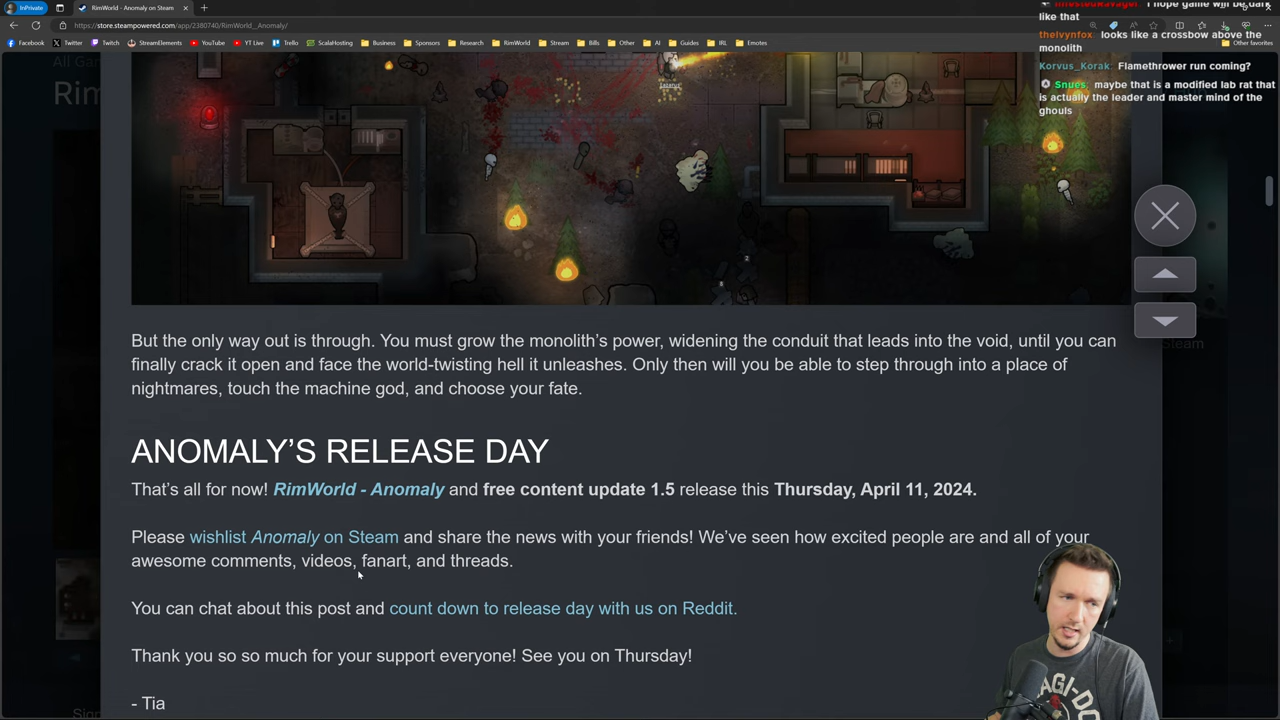 InPrivate
RimWorld - Anomaly on Steam
https://store.steampowered.com/app/2380740/RimWorld__Anomaly/
Facebook
Twitter
Twitch
StreamElements
YouTube
YT Live
Trello
ScalaHosting
Business
Sponsors
Research
RimWorld
Stream
Bills
Other
AI
Guides
IRL
Emotes
Other favorites
like that
theIvynfox: looks like a crossbow above the
monolith
Korvus_Korak: Flamethrower run coming?
Snues: maybe that is a modified lab rat that
is actually the leader and master mind of the
ghouls
But the only way out is through. You must grow the monolith’s power, widening the conduit that leads into the void, until you can
finally crack it open and face the world-twisting hell it unleashes. Only then will you be able to step through into a place of
nightmares, touch the machine god, and choose your fate.
ANOMALY’S RELEASE DAY
That’s all for now! RimWorld - Anomaly and free content update 1.5 release this Thursday, April 11, 2024.
Please wishlist Anomaly on Steam and share the news with your friends! We’ve seen how excited people are and all of your
awesome comments, videos, fanart, and threads.
You can chat about this post and count down to release day with us on Reddit.
Thank you so so much for your support everyone! See you on Thursday!
- Tia